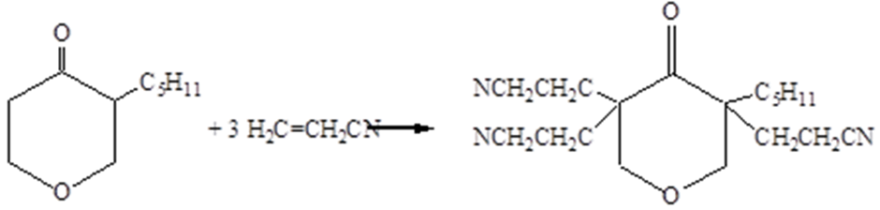 O
C₅H₁₁
O
+ 3 H₂C=CH₂CN
O
NCH₂CH₂C
C₅H₁₁
NCH₂CH₂C
CH₂CH₂CN
O